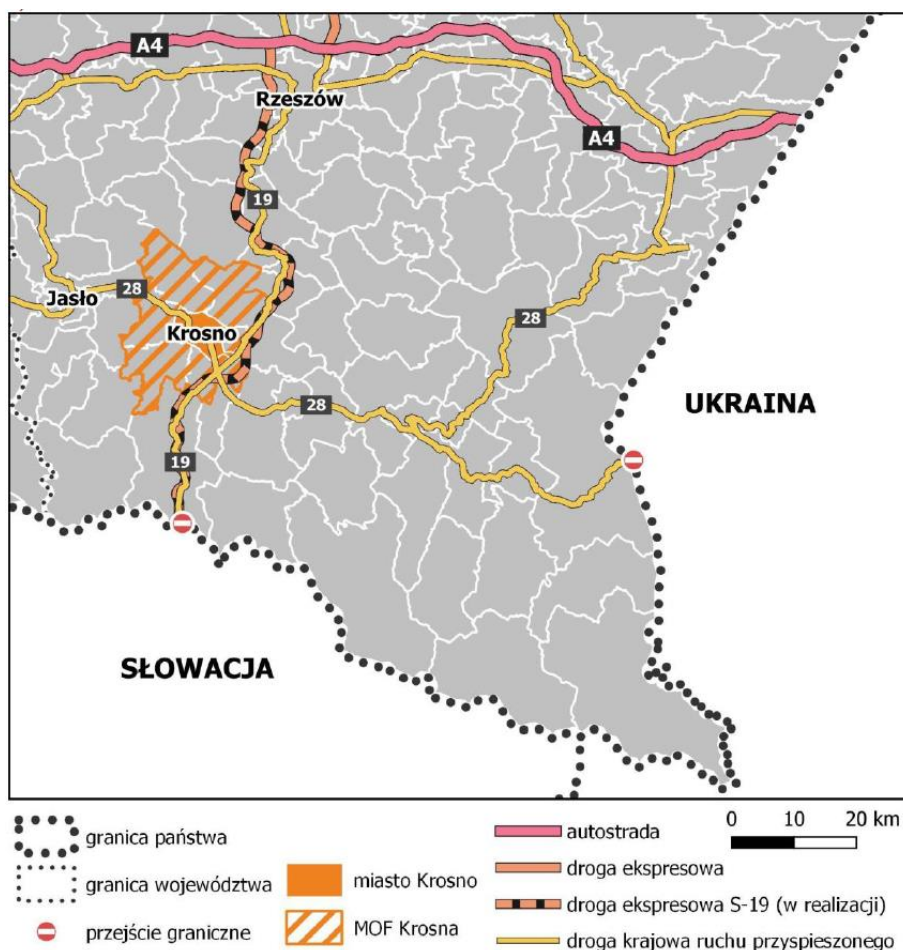 A4
Rzeszów
A4
19
28
Jasło
Krosno
28
28
UKRAINA
19
SŁOWACJA
granica państwa
granica województwa
przejście graniczne
miasto Krosno
MOF Krosna
autostrada
0 10 20 km
droga ekspresowa
droga ekspresowa S-19 (w realizacji)
droga krajowa ruchu przyspieszonego